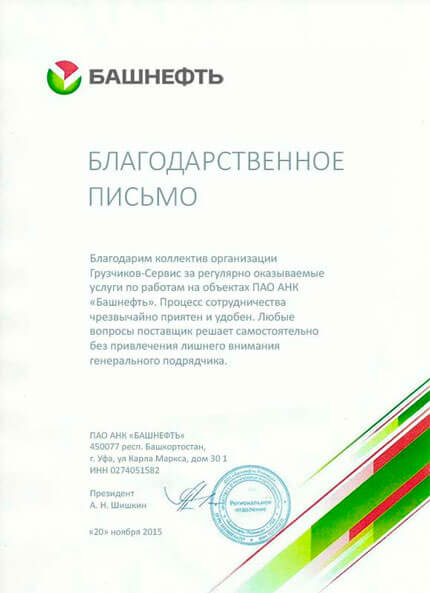 БАШНЕФТЬ
БЛАГОДАРСТВЕННОЕ
ПИСЬМО
Благодарим коллектив организации
Грузчиков-Сервис за регулярно оказываемые
услуги по работам на объектах ПАО АНК
«Башнефть». Процесс сотрудничества
чрезвычайно приятен и удобен. Любые
вопросы поставщик решает самостоятельно
без привлечения лишнего внимания
генерального подрядчика.
ПАО АНК «БАШНЕФТЬ»
450077 респ. Башкортостан,
г. Уфа, ул Карла Маркса, дом 30 1
ИНН 0274051582
Президент
А. Н. Шишкин
Региональное
отделение
«20» ноября 2015